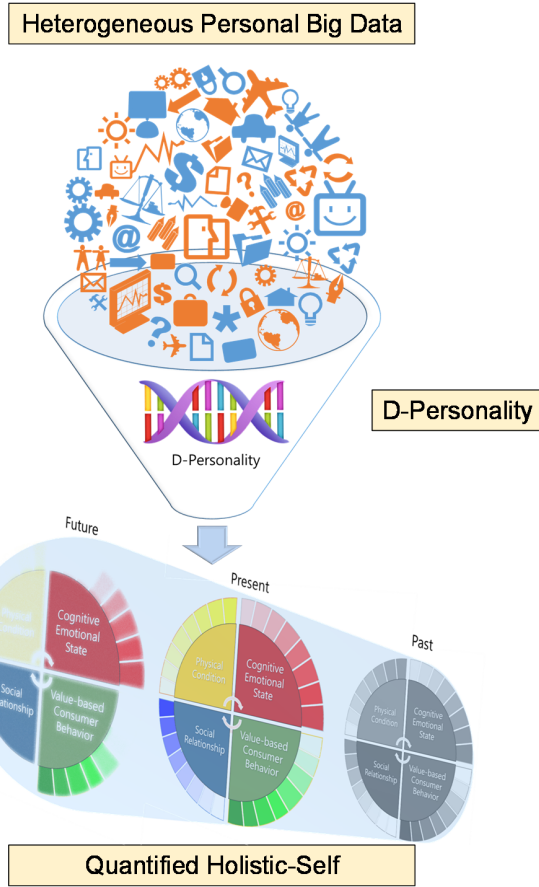 Heterogeneous Personal Big Data
$
?
@
@
$
?
D-Personality
D-Personality
Future
Present
Past
Physical
Condition
Cognitive
Emotional
State
Social
Relationship
Value-based
Consumer
Behavior
Physical
Condition
Cognitive
Emotional
State
Social
Relationship
Value-based
Consumer
Behavior
Physical
Condition
Cognitive
Emotional
State
Social
Relationship
Value-based
Consumer
Behavior
Quantified Holistic-Self